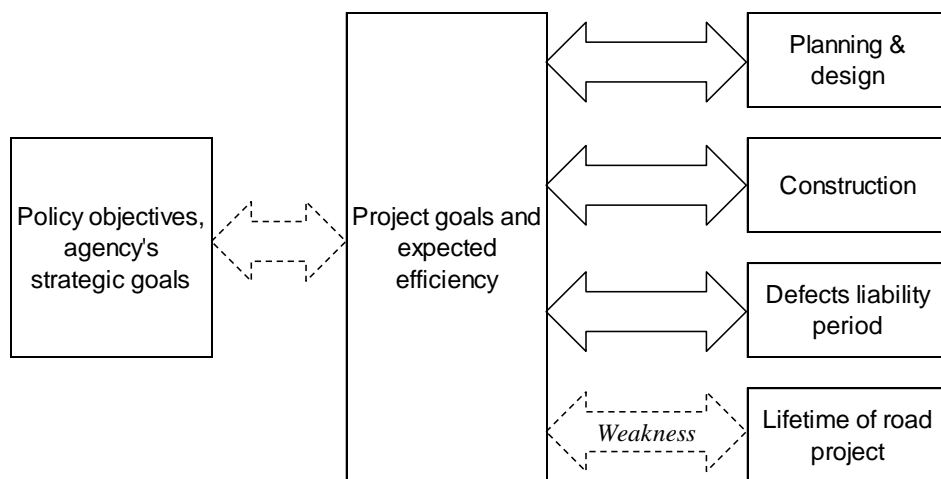 Policy objectives,
agency's
strategic goals
Project goals and
expected
efficiency
Planning &
design
Construction
Defects liability
period
Weakness
Lifetime of road
project